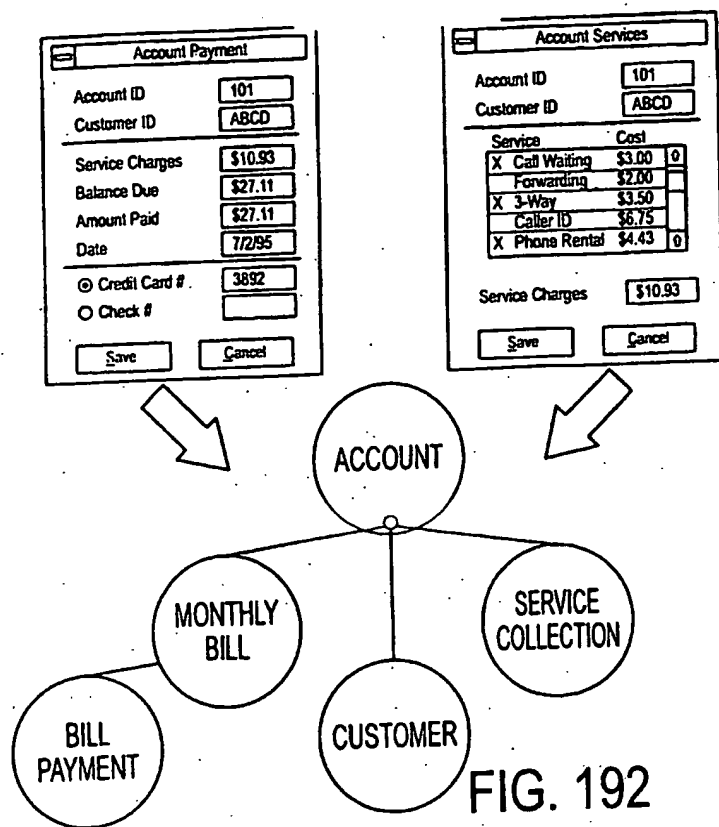 Account Payment
Account ID 101
Customer ID ABCD
Service Charges $10.93
Balance Due $27.11
Amount Paid $27.11
Date 7/2/95
Credit Card # 3892
Check #
Save Cancel
Account Services
Account ID 101
Customer ID ABCD
Service Cost
X Call Waiting $3.00
Forwarding $2.00
X 3-Way $3.50
Caller ID $6.75
X Phone Rental $4.43
Service Charges $10.93
Save Cancel
ACCOUNT
MONTHLY
BILL
SERVICE
COLLECTION
BILL
PAYMENT
CUSTOMER
FIG. 192